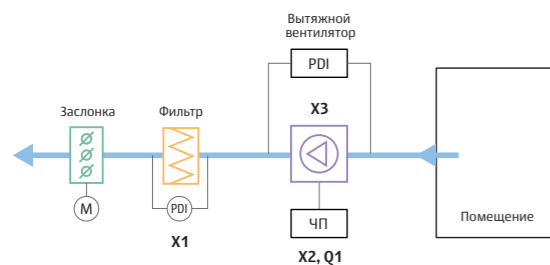 Вытяжной
вентилятор
PDI
Заслонка
Фильтр
X3
M
PDI
ЧП
Помещение
X1
X2, Q1